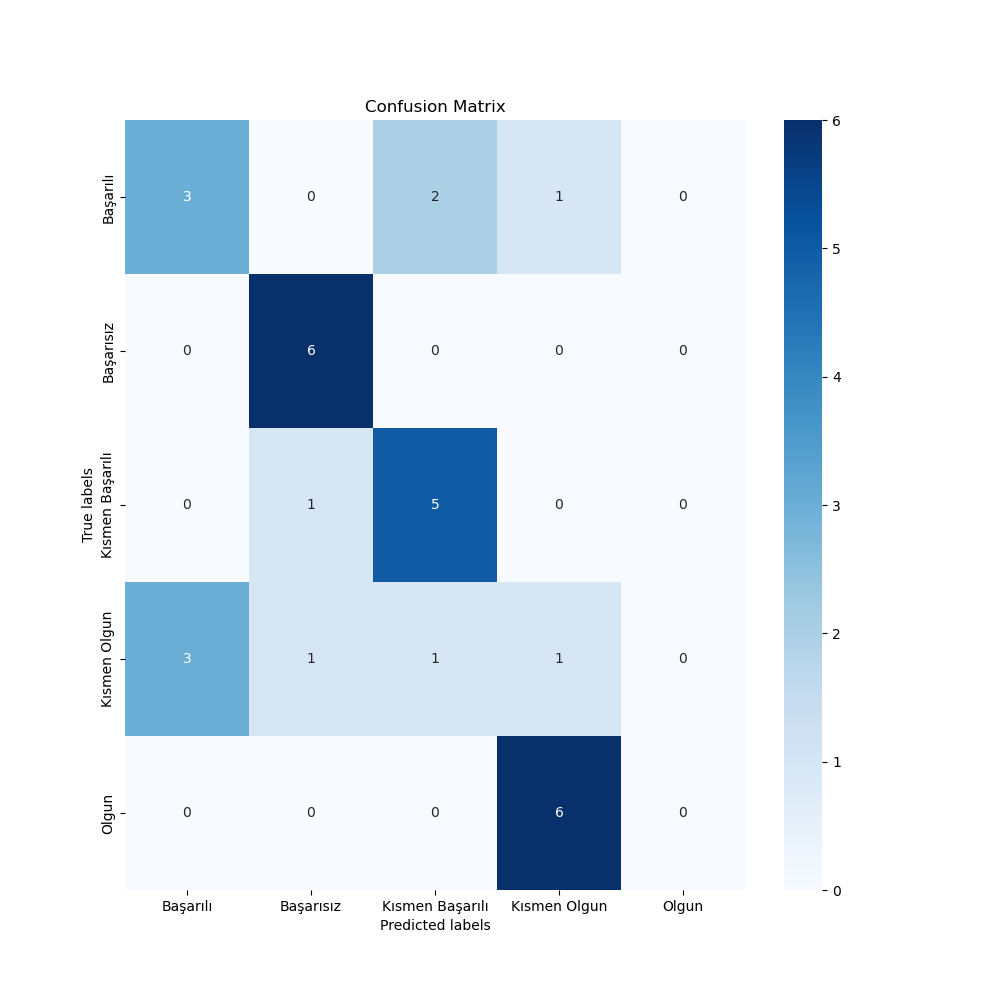 Confusion Matrix
True labels
Başarılı
3 0 2 1 0
Başarısız
0 6 0 0 0
Kısmen Başarılı
0 1 5 0 0
Kısmen Olgun
3 1 1 1 0
Olgun
0 0 0 6 0
Başarılı Başarısız Kısmen Başarılı Kısmen Olgun Olgun
Predicted labels
6
5
4
3
2
1
0